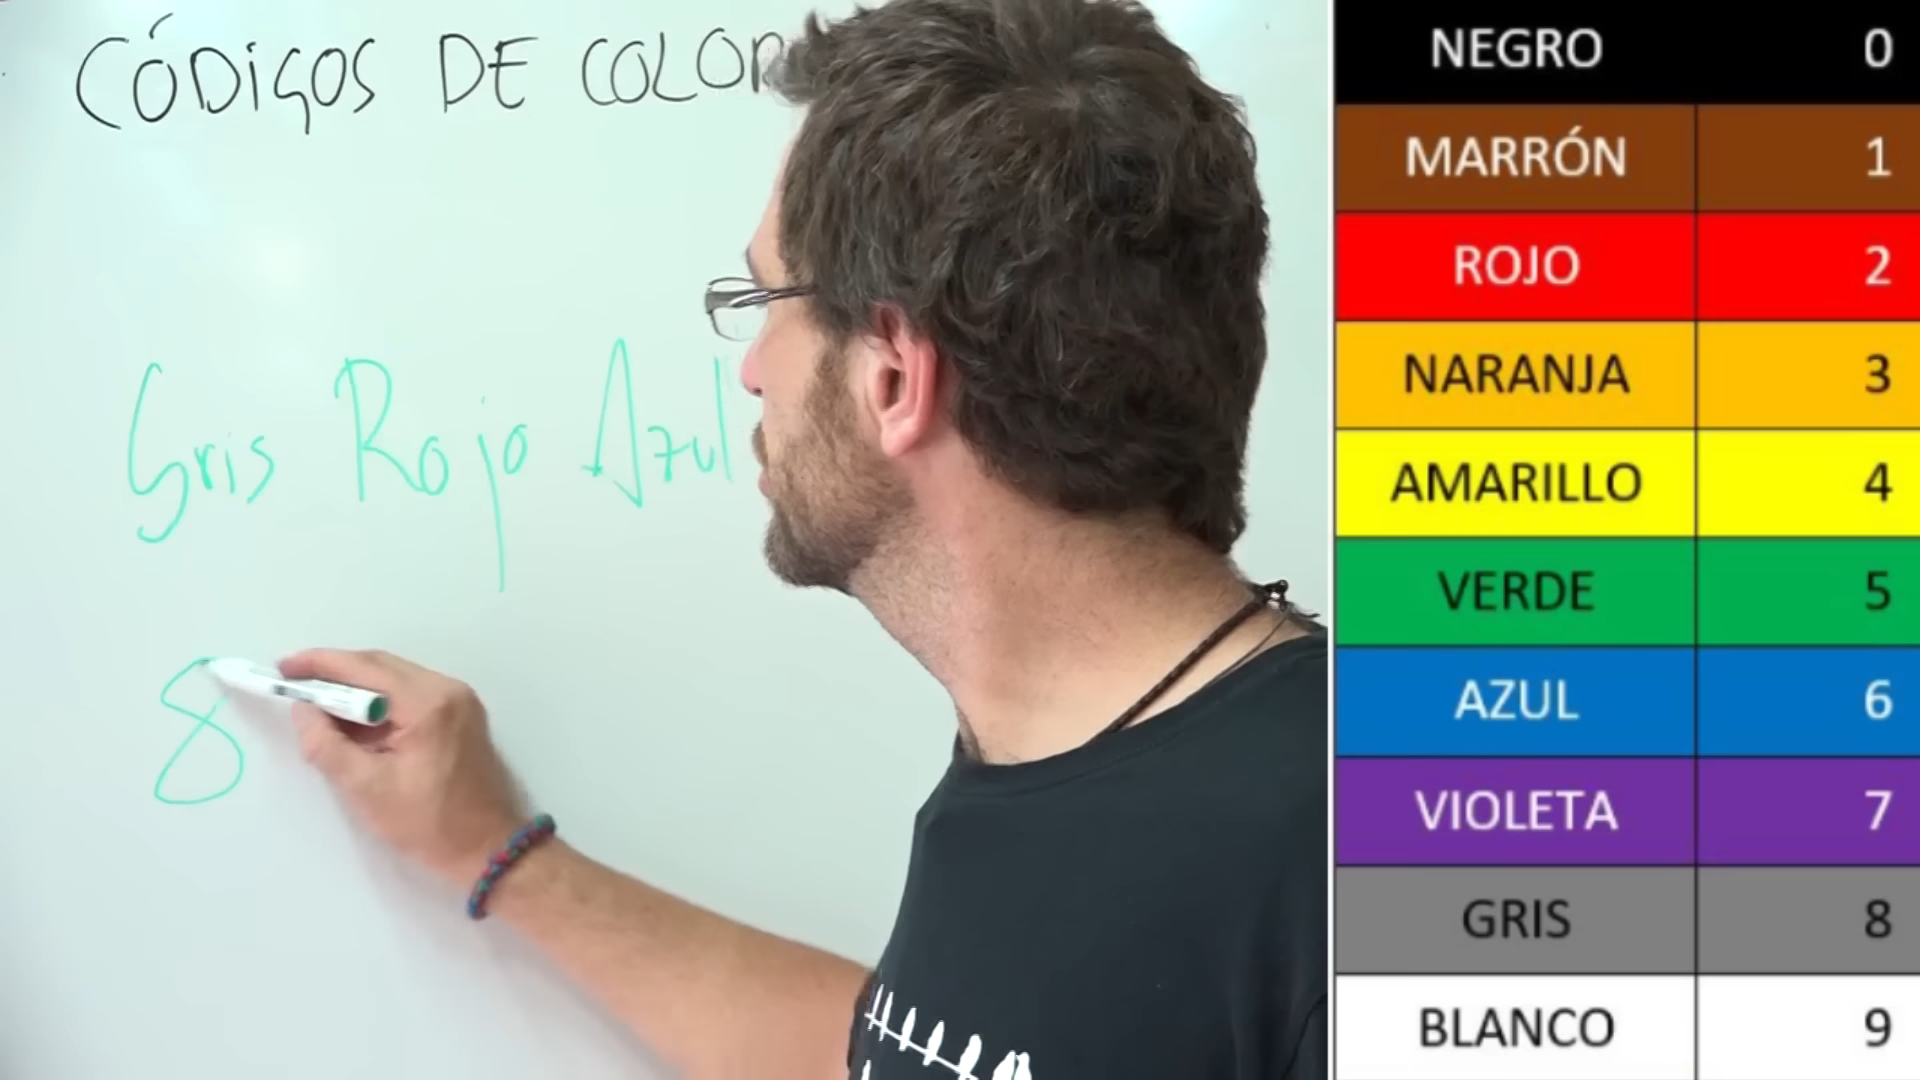 CÓDIGOS DE COLOR
Gris Rojo Azul
8
NEGRO 0
MARRÓN 1
ROJO 2
NARANJA 3
AMARILLO 4
VERDE 5
AZUL 6
VIOLETA 7
GRIS 8
BLANCO 9